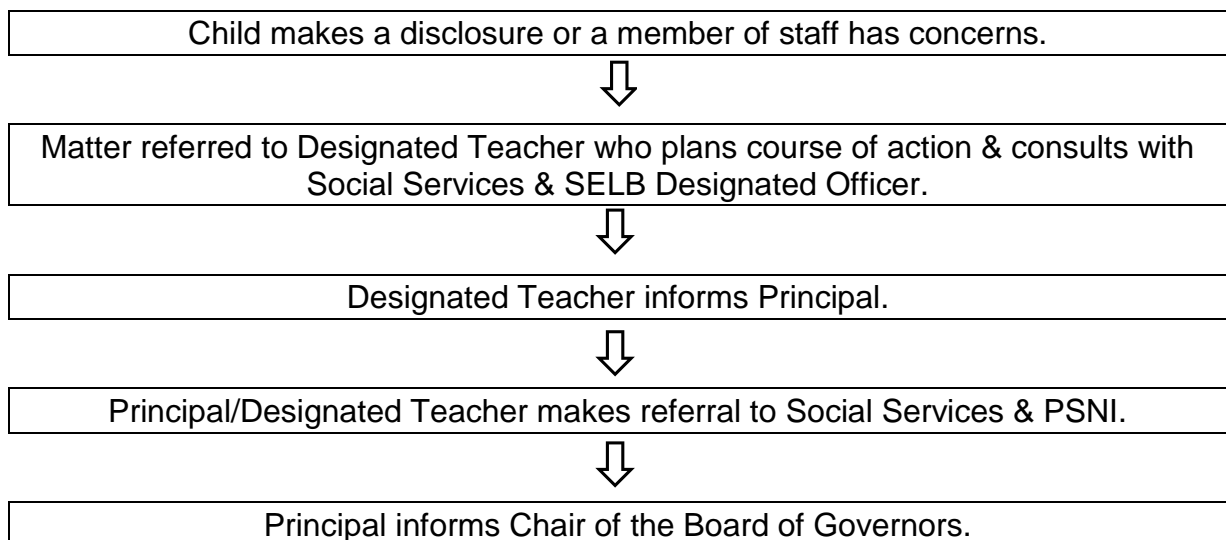 Child makes a disclosure or a member of staff has concerns.
Matter referred to Designated Teacher who plans course of action & consults with
Social Services & SELB Designated Officer.
Designated Teacher informs Principal.
Principal/Designated Teacher makes referral to Social Services & PSNI.
Principal informs Chair of the Board of Governors.